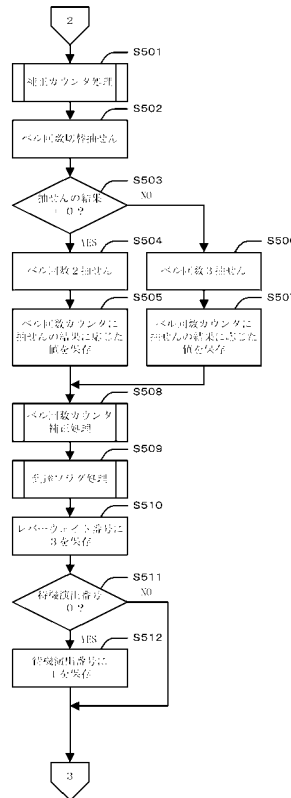 2
S501
補正カウンタ処理
S502
ベル回数切替抽せん
S503
抽せんの結果
0？
NO
YES
S504
ベル回数２抽せん
S506
ベル回数３抽せん
S505
ベル回数カウンタに
抽せんの結果に応じた
値を保存
S507
ベル回数カウンタに
抽せんの結果に応じた
値を保存
S508
ベル回数カウンタ
補正処理
S509
フラグ処理
S510
レバーウェイト番号に
３を保存
S511
待機演出番号
0？
NO
YES
S512
待機演出番号に
1を保存
3